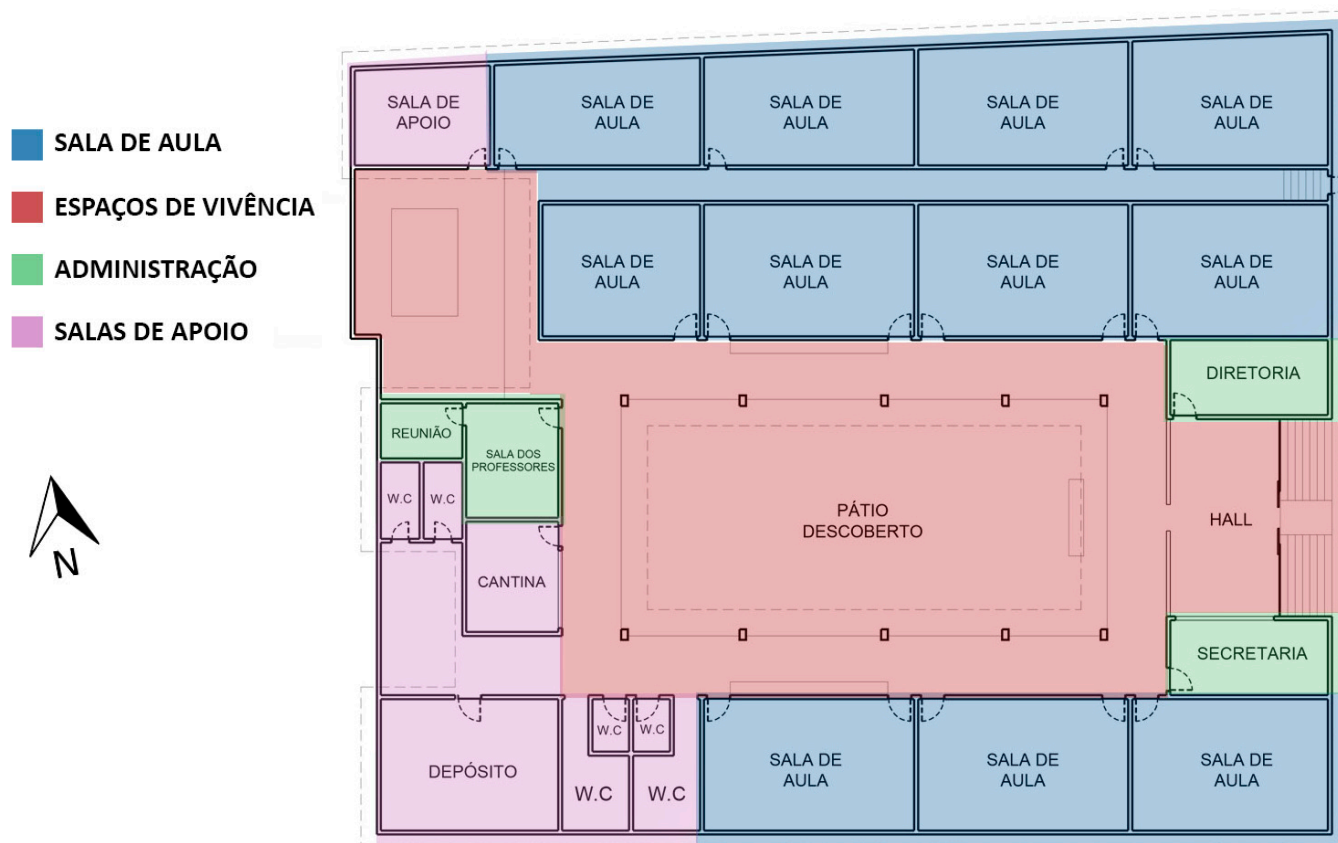 SALA DE AULA
ESPAÇOS DE VIVÊNCIA
ADMINISTRAÇÃO
SALAS DE APOIO
N
SALA DE
APOIO
SALA DE
AULA
SALA DE
AULA
SALA DE
AULA
SALA DE
AULA
SALA DE
AULA
SALA DE
AULA
SALA DE
AULA
SALA DE
AULA
DIRETORIA
REUNIÃO
SALA DOS
PROFESSORES
W.C
W.C
CANTINA
PÁTIO
DESCOBERTO
HALL
SECRETARIA
DEPÓSITO
W.C
W.C
W.C
W.C
SALA DE
AULA
SALA DE
AULA
SALA DE
AULA